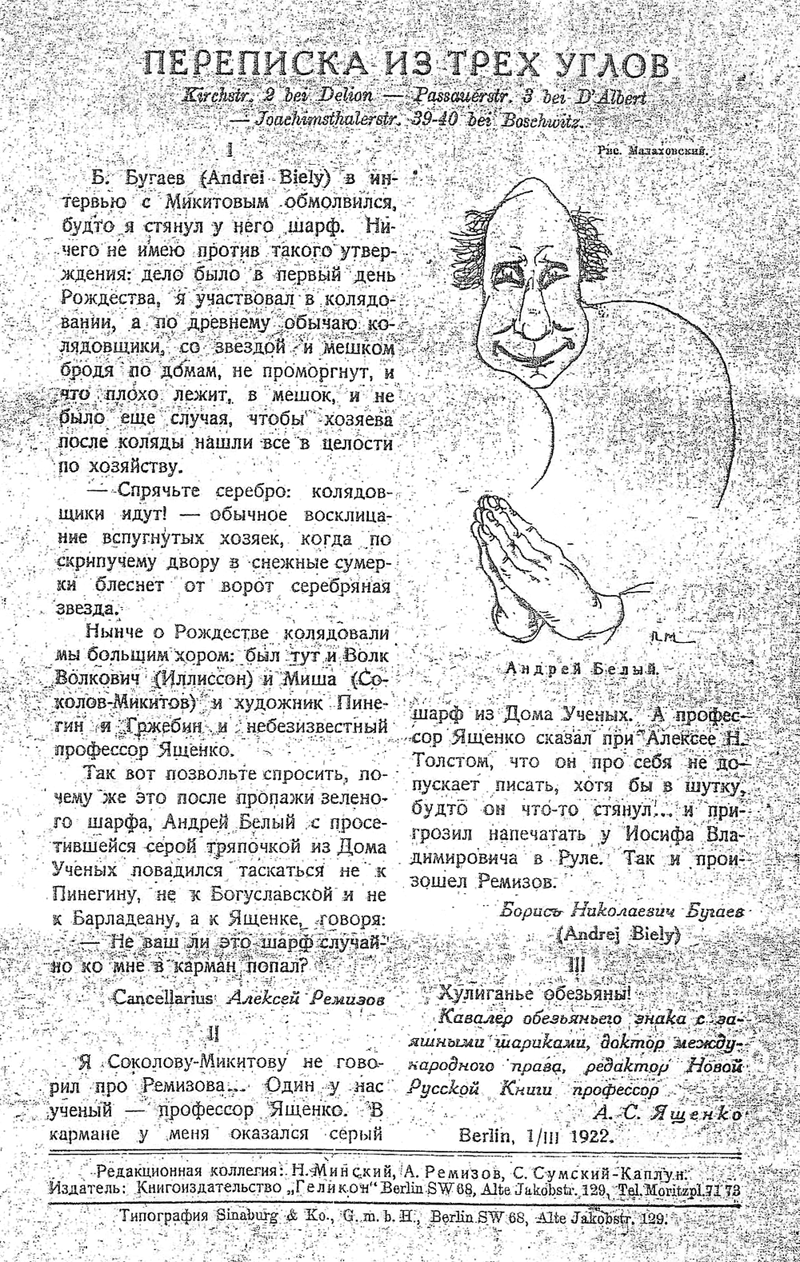 ПЕРЕПИСКА ИЗ ТРЕХ УГЛОВ
Kirchstr. 2 bei Delion — Passauerstr. 3 bei D'Albert
— Joachimsthalerstr. 39-40 bei Boschwitz.
I
Б. Бугаев (Andrei Biely) в ин-
тервью с Микитовым обмолвился,
будто я стянул у него шарф. Ни-
чего не имею против такого утвер-
ждения: дело было в первый день
Рождества, я участвовал в колядо-
вании, а по древнему обычаю ко-
лядовщики, со звездой и мешком
бродя по домам, не проморгнут, и
что плохо лежит, в мешок, и не
было еще случая, чтобы хозяева
после коляды нашли все в целости
по хозяйству.
— Спрячьте серебро: колядов-
щики идут! — обычное восклица-
ние вспугнутых хозяек, когда по
скрипучему двору в снежные сумер-
ки блеснет от ворот серебряная
звезда.
Нынче о Рождестве колядовали
мы большим хором: был тут и Волк
Волкович (Иллиссон) и Миша (Со-
колов-Микитов) и художник Пине-
гин и Гржебин и небезизвестный
профессор Ященко.
Так вот позвольте спросить, по-
чему же это после пропажи зелено-
го шарфа, Андрей Белый с просе-
тившейся серой тряпочкой из Дома
Ученых повадился таскаться не к
Пинегину, не к Богуславской и не
к Барладеану, а к Ященке, говоря:
— Не ваш ли это шарф случай-
но ко мне в карман попал?
Cancellarius Алексей Ремизов
II
Я Соколову-Микитову не гово-
рил про Ремизова... Один у нас
ученый — профессор Ященко. В
кармане у меня оказался серый
Рис. Малаховский.
А М
Андрей Белый.
шарф из Дома Ученых. А профес-
сор Ященко сказал при Алексее Н.
Толстом, что он про себя не до-
пускает писать, хотя бы в шутку,
будто он что-то стянул... и при-
грозил напечатать у Иосифа Вла-
димировича в Руле. Так и прои-
зошел Ремизов.
Борисъ Николаевич Бугаев
(Andrej Biely)
III
Хулиганье обезьяны!
Кавалер обезьяньего знака с за-
яшными шариками, доктор между-
народного права, редактор Новой
Русской Книги профессор
А. С. Ященко
Berlin, 1/III 1922.
Редакционная коллегия: Н. Минский, А. Ремизов, С. Сумский-Каплун.
Издатель: Книгоиздательство „Геликон" Berlin SW 68, Alte Jakobstr. 129, Tel. Moritzpl. 71 73
Типография Sinaburg & Ko., G. m. b. H., Berlin SW 68, Alte Jakobstr. 129.